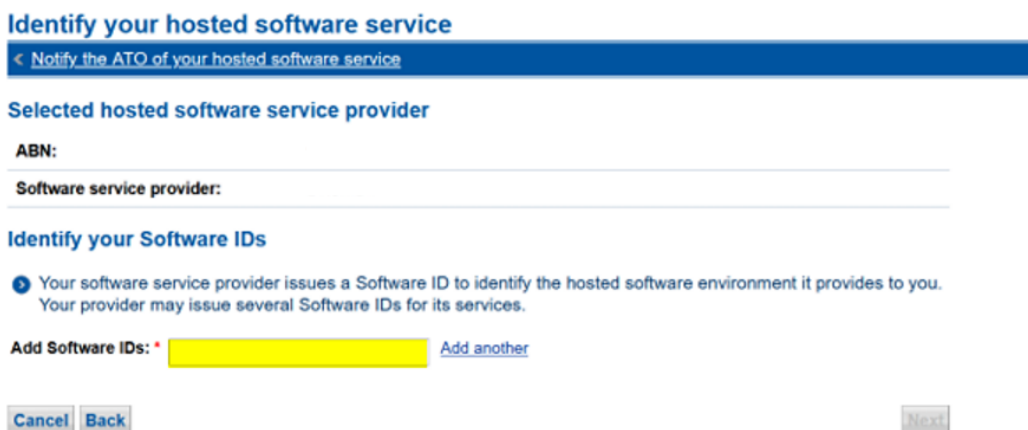 Identify your hosted software service
< Notify the ATO of your hosted software service
Selected hosted software service provider
ABN:
Software service provider:
Identify your Software IDs
Your software service provider issues a Software ID to identify the hosted software environment it provides to you.
Your provider may issue several Software IDs for its services.
Add Software IDs: * Add another
Cancel Back Next